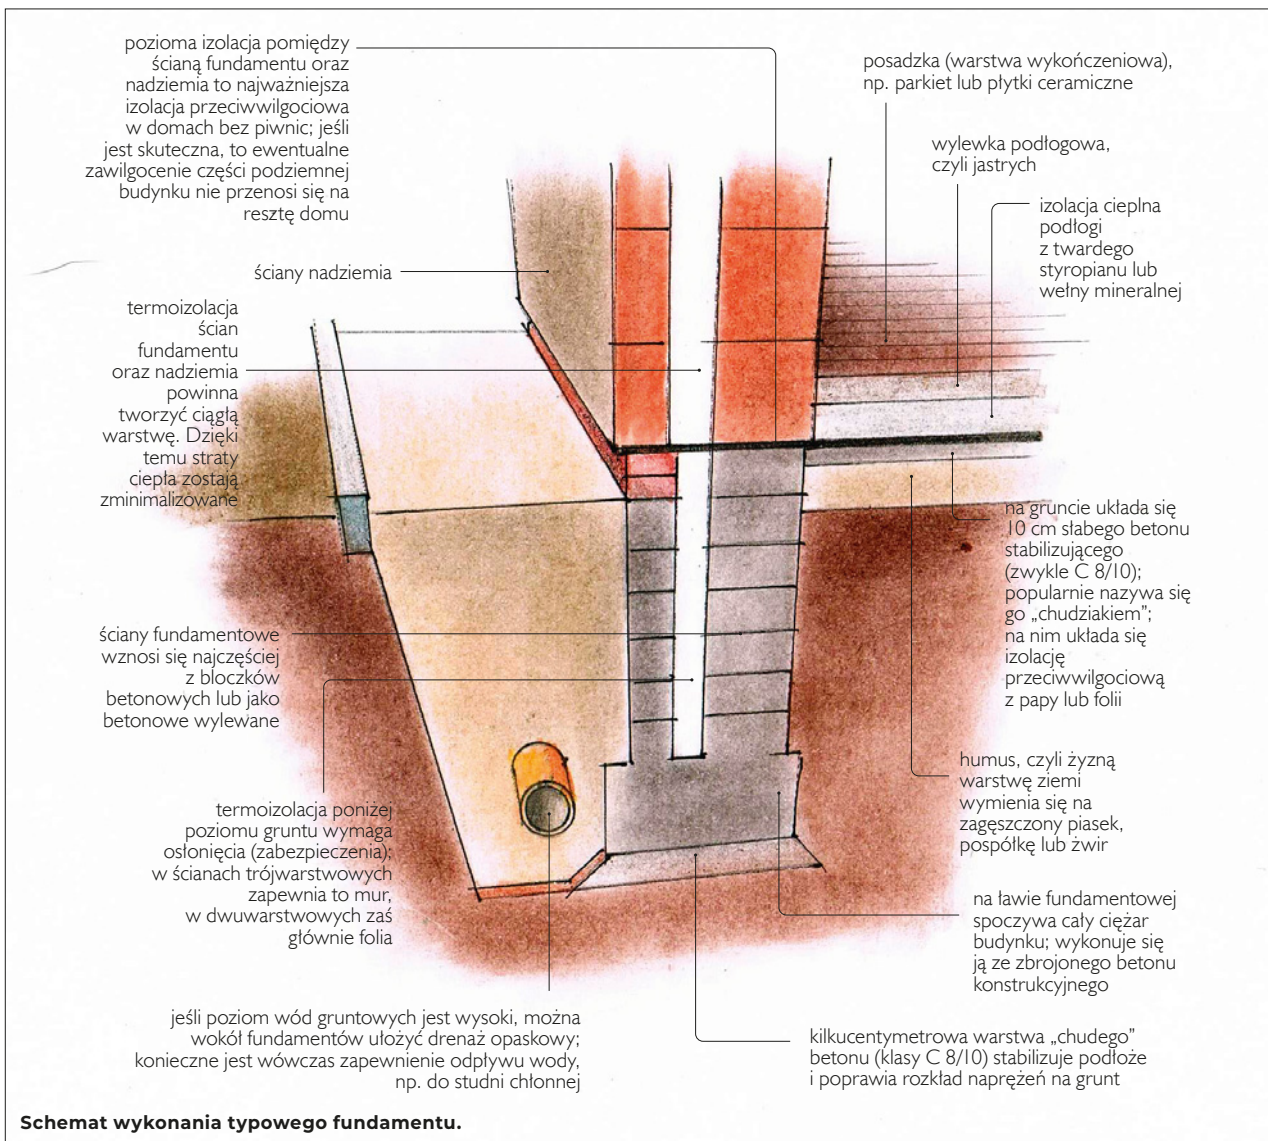 pozioma izolacja pomiędzy
ścianą fundamentu oraz
nadziemia to najważniejsza
izolacja przeciwwilgociowa
w domach bez piwnic; jeśli
jest skuteczna, to ewentualne
zawilgocenie części podziemnej
budynku nie przenosi się na
resztę domu
ściany nadziemia
termoizolacja
ścian
fundamentu
oraz nadziemia
powinna
tworzyć ciągłą
warstwę. Dzięki
temu straty
ciepła zostają
zminimalizowane
ściany fundamentowe
wznosi się najczęściej
z bloczków
betonowych lub jako
betonowe wylewane
termoizolacja poniżej
poziomu gruntu wymaga
osłonięcia (zabezpieczenia);
w ścianach trójwarstwowych
zapewnia to mur,
w dwuwarstwowych zaś
głównie folia
jeśli poziom wód gruntowych jest wysoki, można
wokół fundamentów ułożyć drenaż opaskowy;
konieczne jest wówczas zapewnienie odpływu wody,
np. do studni chłonnej
posadzka (warstwa wykończeniowa),
np. parkiet lub płytki ceramiczne
wylewka podłogowa,
czyli jastrych
izolacja cieplna
podłogi
z twardego
styropianu lub
wełny mineralnej
na gruncie układa się
10 cm słabego betonu
stabilizującego
(zwykle C 8/10);
popularnie nazywa się
go „chudziakiem”;
na nim układa się
izolację
przeciwwilgociową
z papy lub folii
humus, czyli żyzną
warstwę ziemi
wymienia się na
zagęszczony piasek,
pospółkę lub żwir
na ławie fundamentowej
spoczywa cały ciężar
budynku; wykonuje się
ją ze zbrojonego betonu
konstrukcyjnego
kilkucentymetrowa warstwa „chudego”
betonu (klasy C 8/10) stabilizuje podłoże
i poprawia rozkład naprężeń na grunt
Schemat wykonania typowego fundamentu.